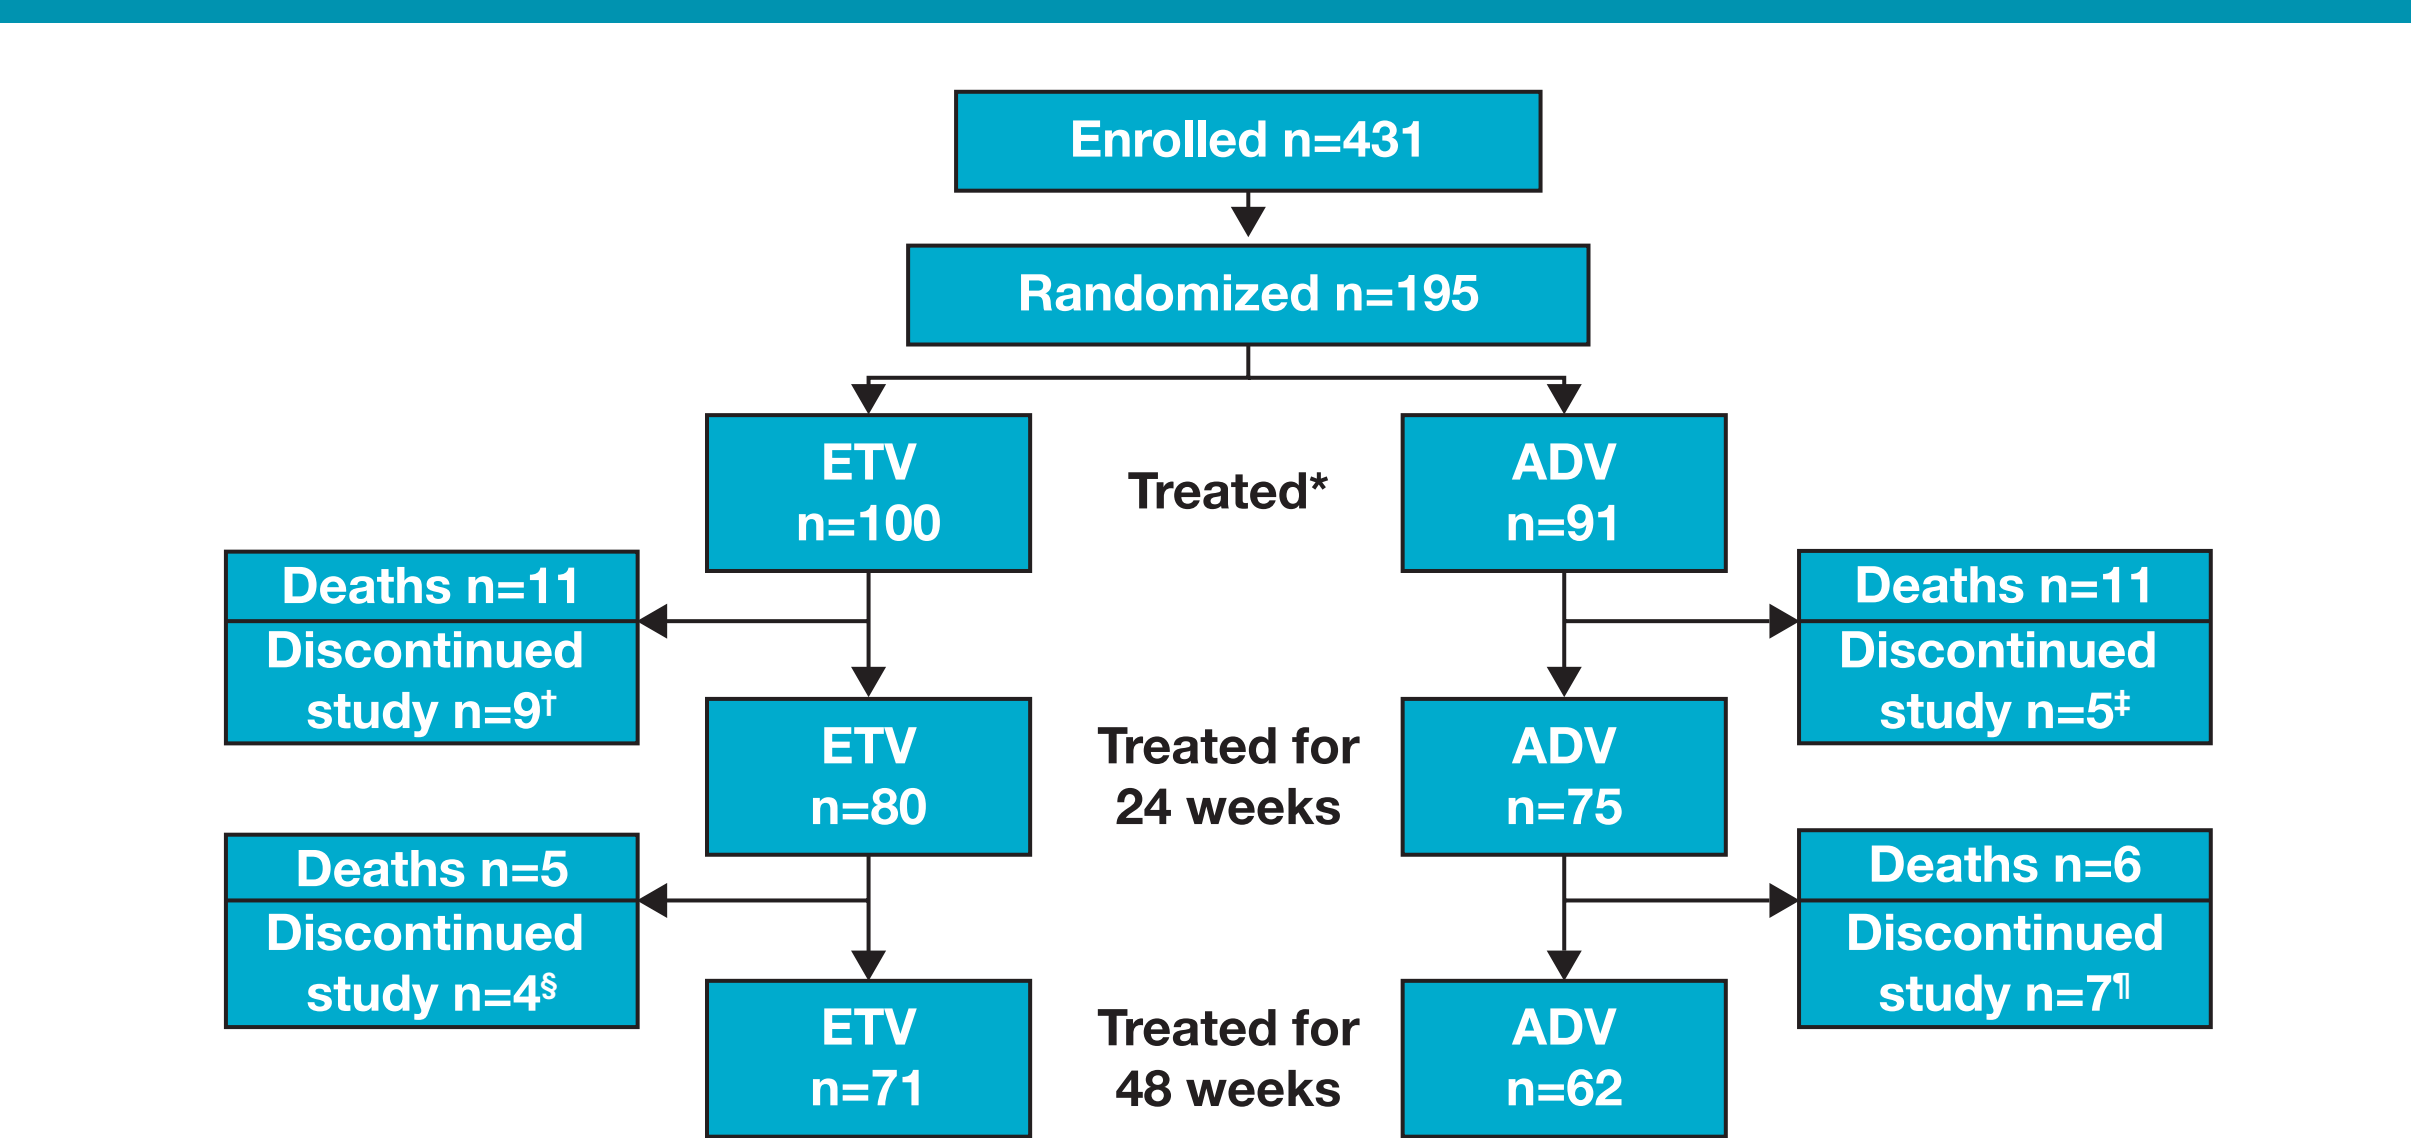 Enrolled n=431
Randomized n=195
ETV
n=100
Treated*
ADV
n=91
Deaths n=11
Discontinued
study n=9†
Deaths n=11
Discontinued
study n=5‡
ETV
n=80
Treated for
24 weeks
ADV
n=75
Deaths n=5
Discontinued
study n=4§
Deaths n=6
Discontinued
study n=7¶
ETV
n=71
Treated for
48 weeks
ADV
n=62